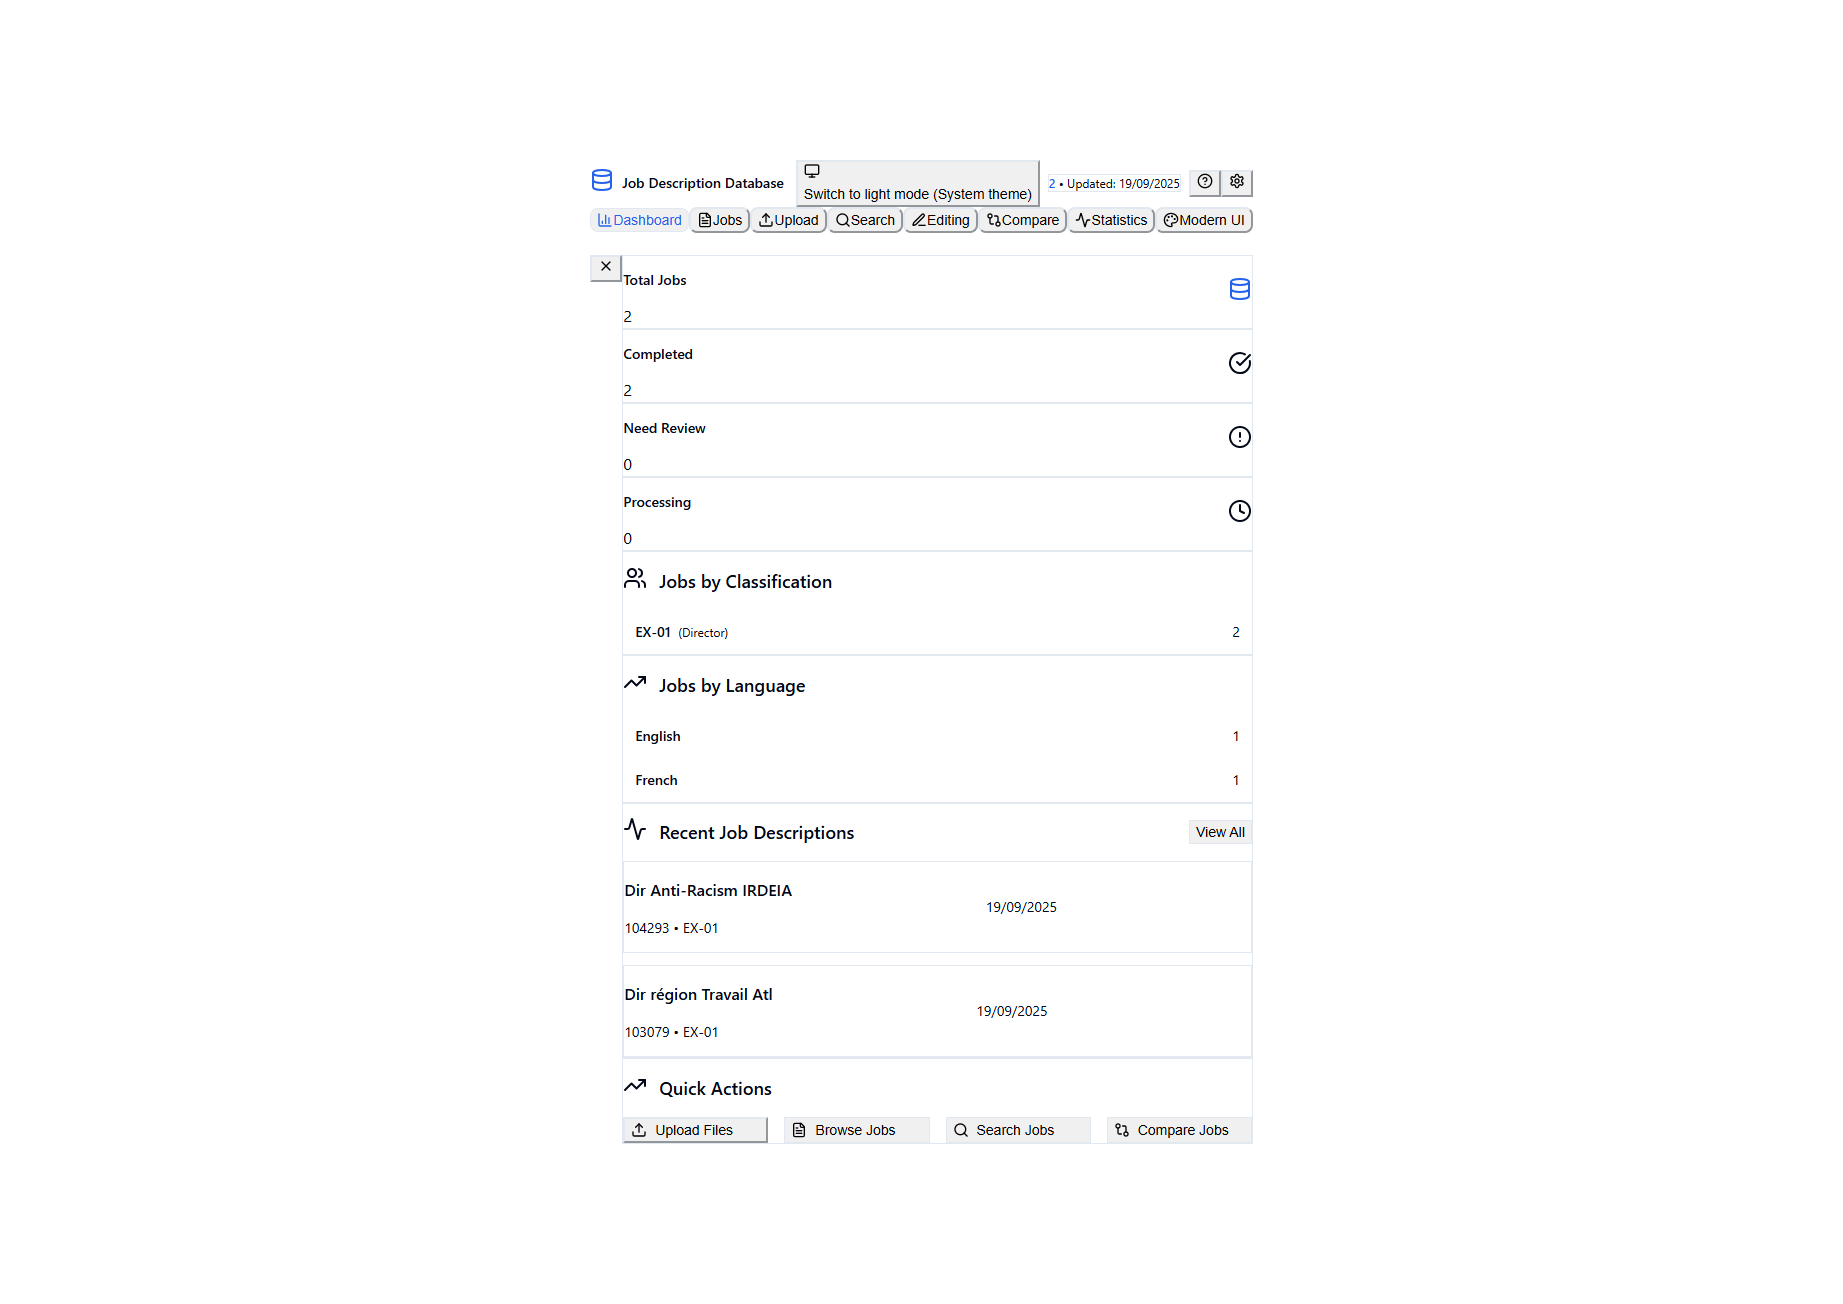 Job Description Database
Switch to light mode (System theme)
2 • Updated: 19/09/2025
Dashboard Jobs Upload Search Editing Compare Statistics Modern UI
Total Jobs
2
Completed
2
Need Review
0
Processing
0
Jobs by Classification
EX-01 (Director) 2
Jobs by Language
English 1
French 1
Recent Job Descriptions View All
Dir Anti-Racism IRDEIA
19/09/2025
104293 • EX-01
Dir région Travail Atl
19/09/2025
103079 • EX-01
Quick Actions
Upload Files Browse Jobs Search Jobs Compare Jobs